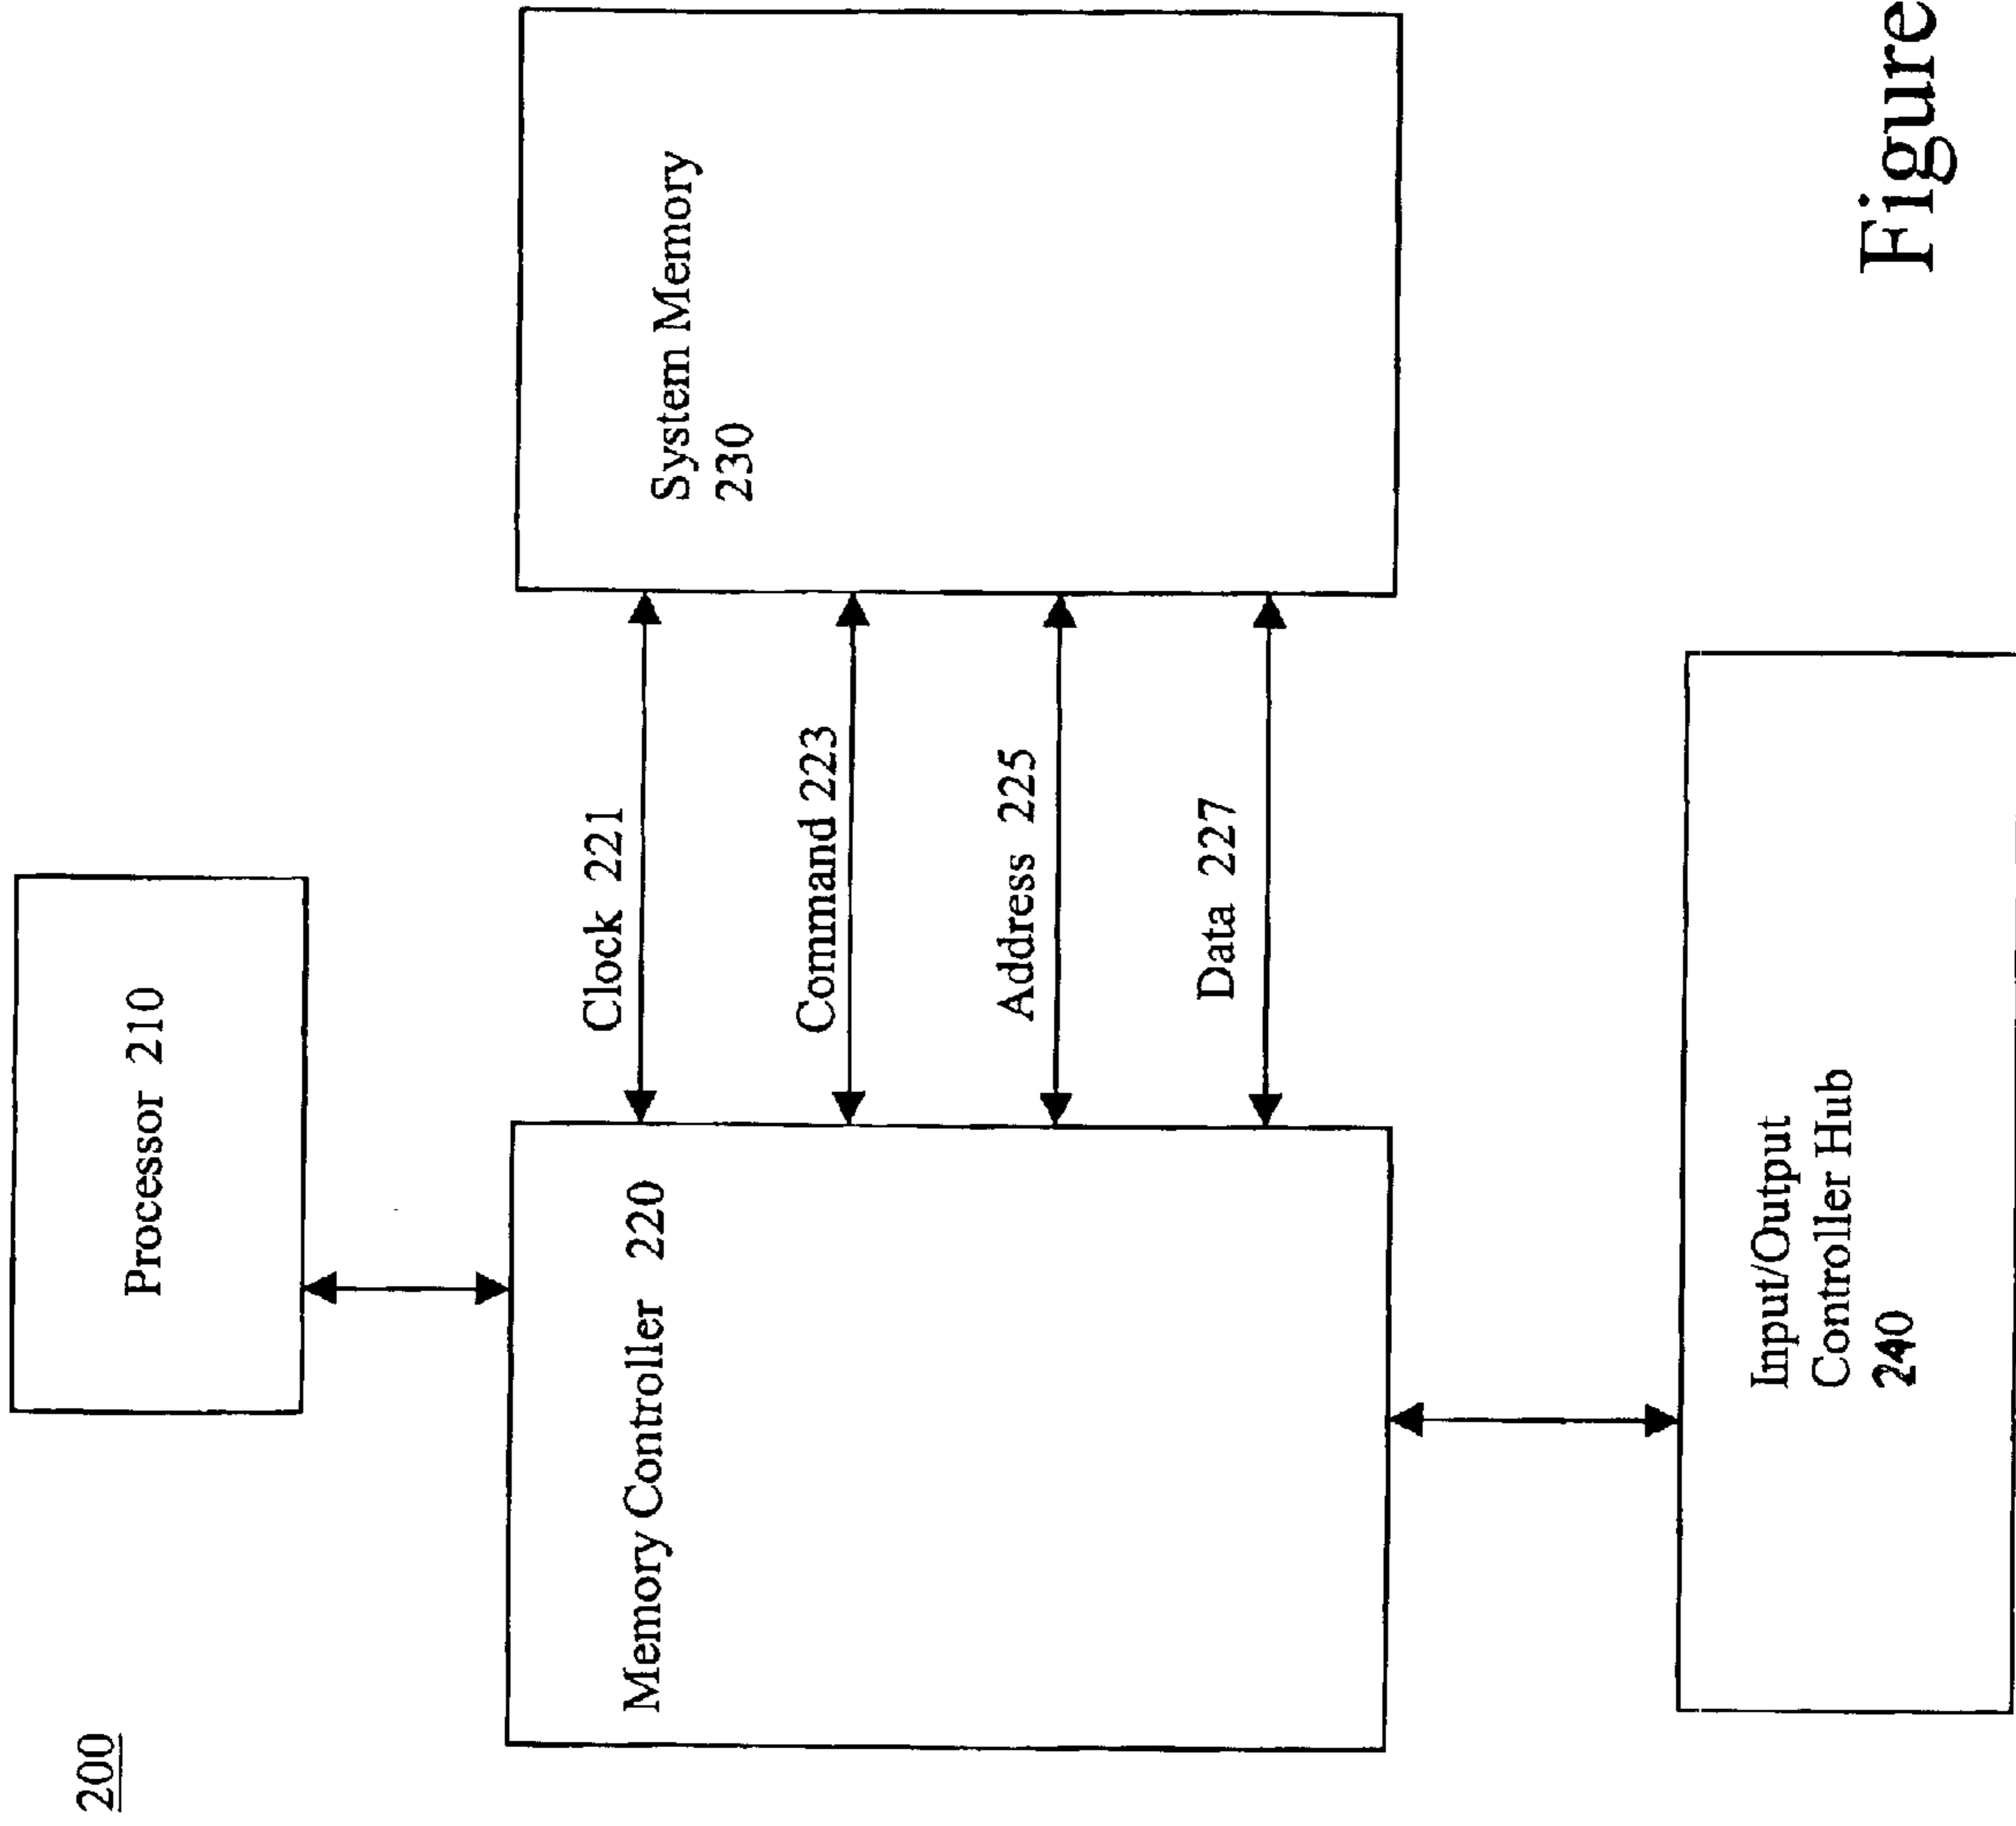 200
Processor 210
Memory Controller 220
Clock 221
Command 223
Address 225
Data 227
System Memory
230
Input/Output
Controller Hub
240
Figure